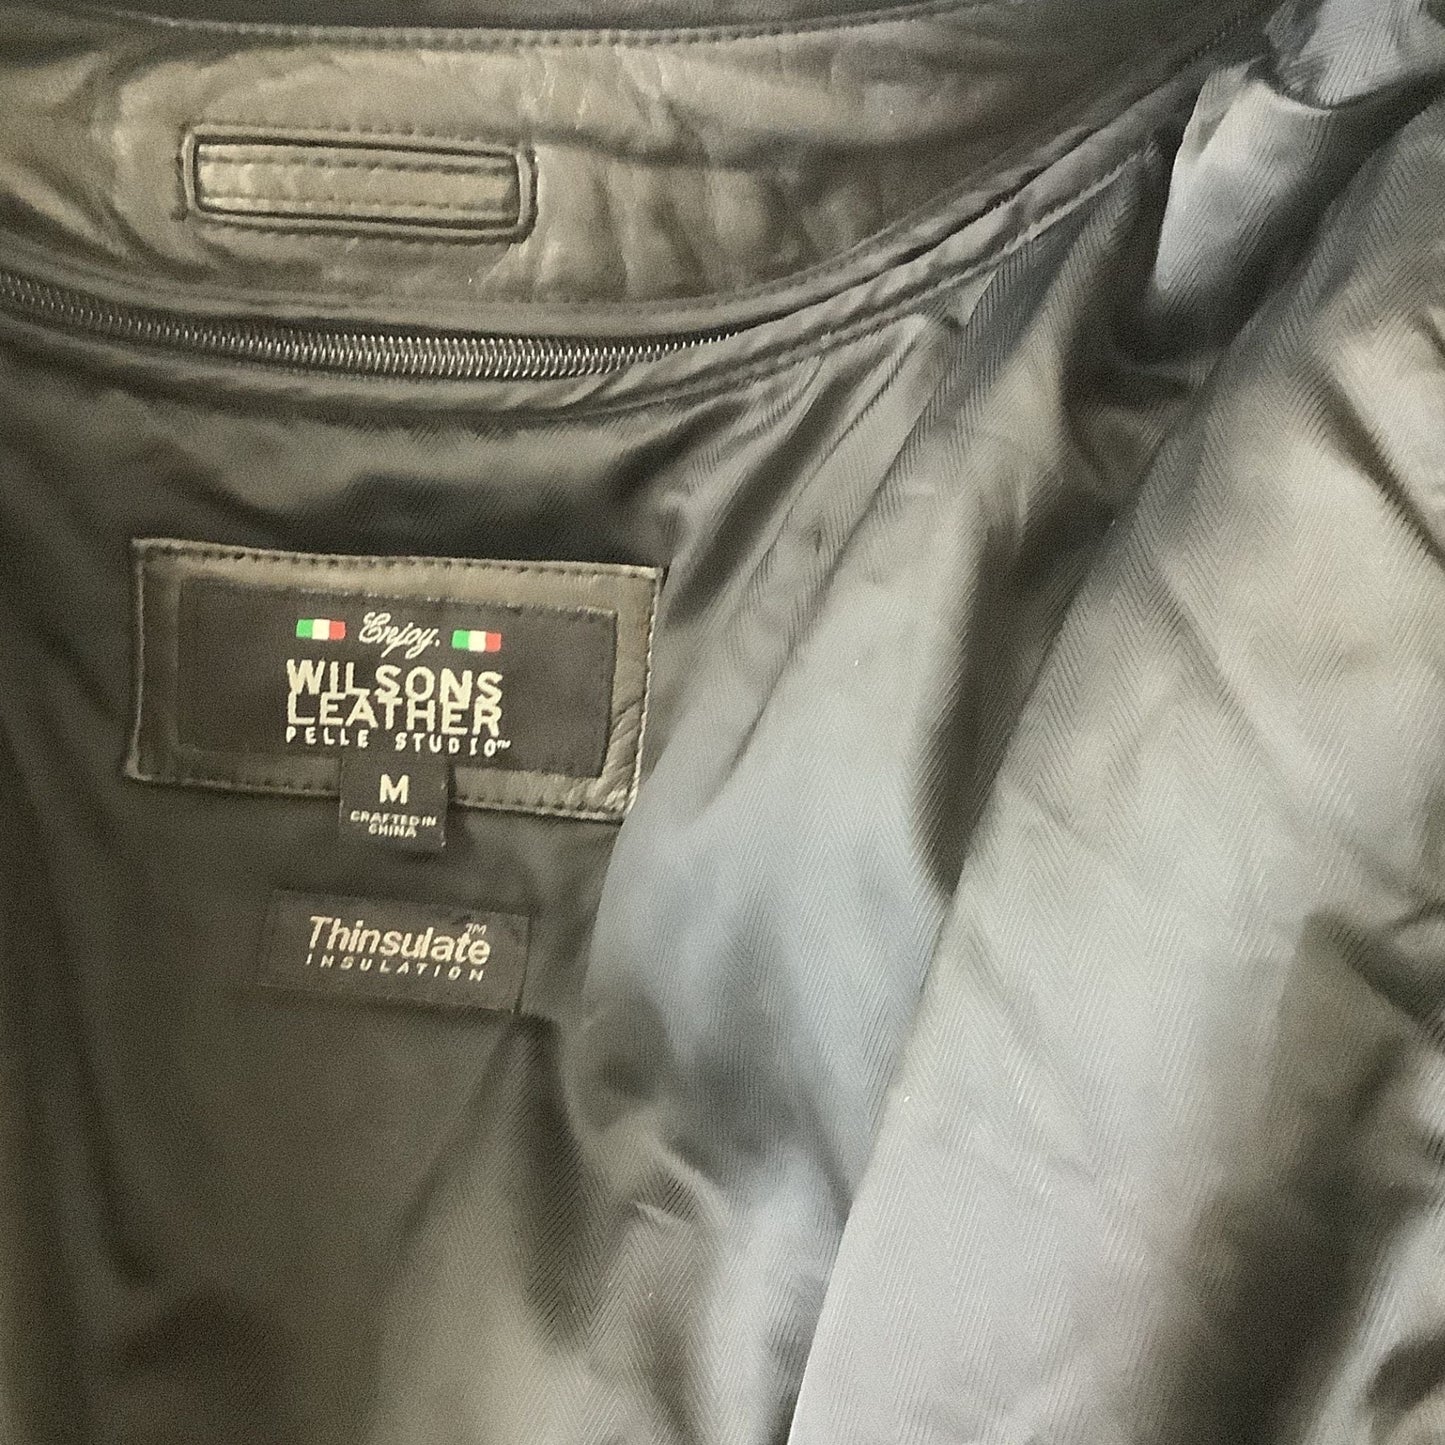 Enjoy.
WILSONS
LEATHER
PELLE STUDIO™
M
CRAFTED IN
CHINA
Thinsulate™
INSULATION